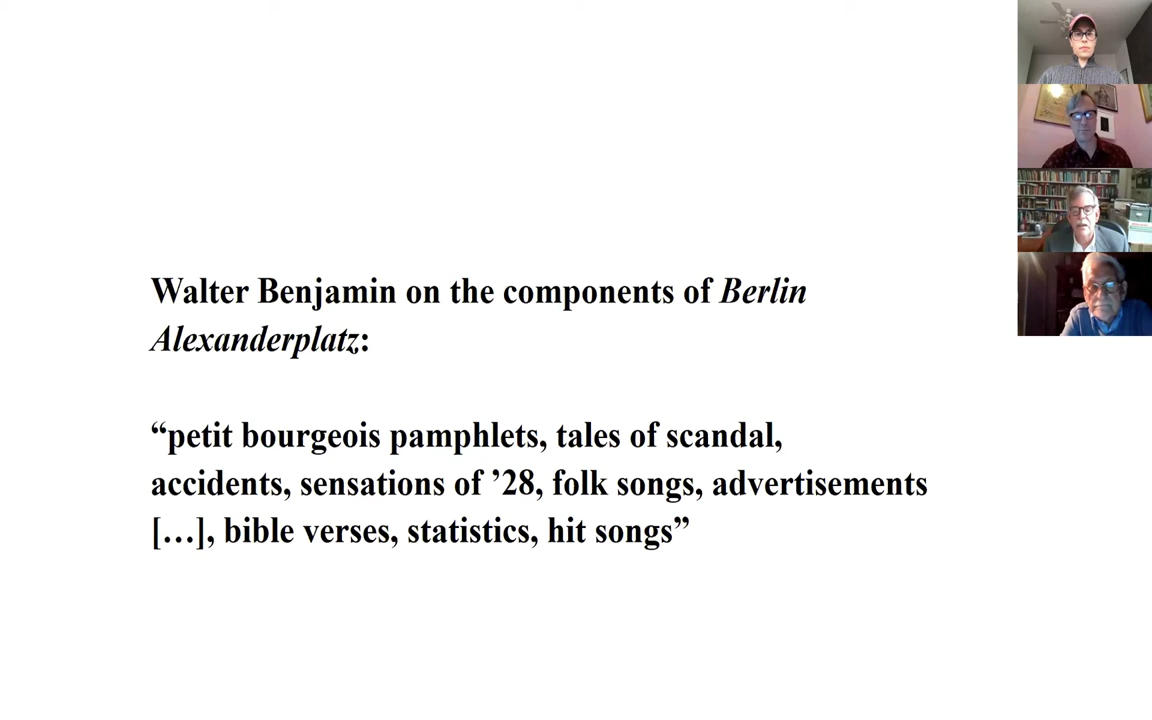 Walter Benjamin on the components of Berlin
Alexanderplatz:
“petit bourgeois pamphlets, tales of scandal,
accidents, sensations of ’28, folk songs, advertisements
[…], bible verses, statistics, hit songs”